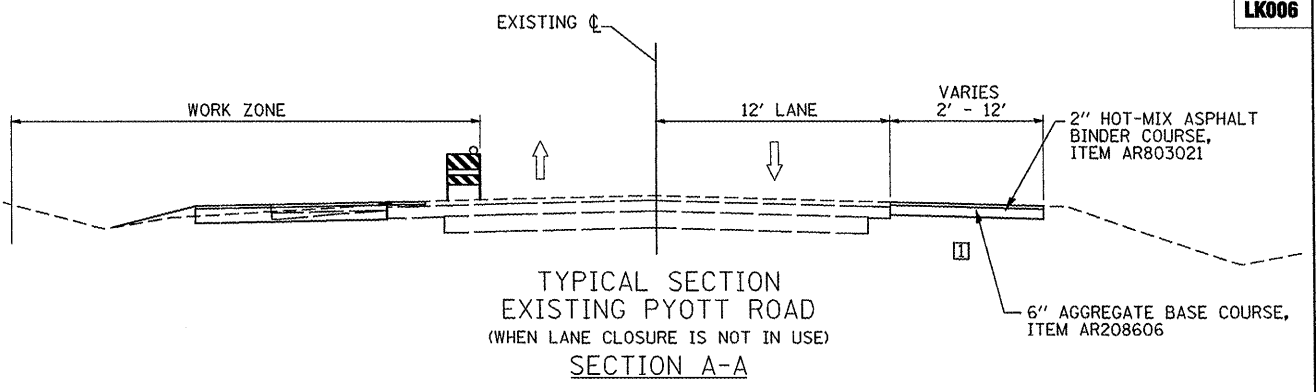 LK006
EXISTING ℄
WORK ZONE
12' LANE
VARIES
2' - 12'
2" HOT-MIX ASPHALT
BINDER COURSE,
ITEM AR803021
1
6" AGGREGATE BASE COURSE,
ITEM AR208606
TYPICAL SECTION
EXISTING PYOTT ROAD
(WHEN LANE CLOSURE IS NOT IN USE)
SECTION A-A